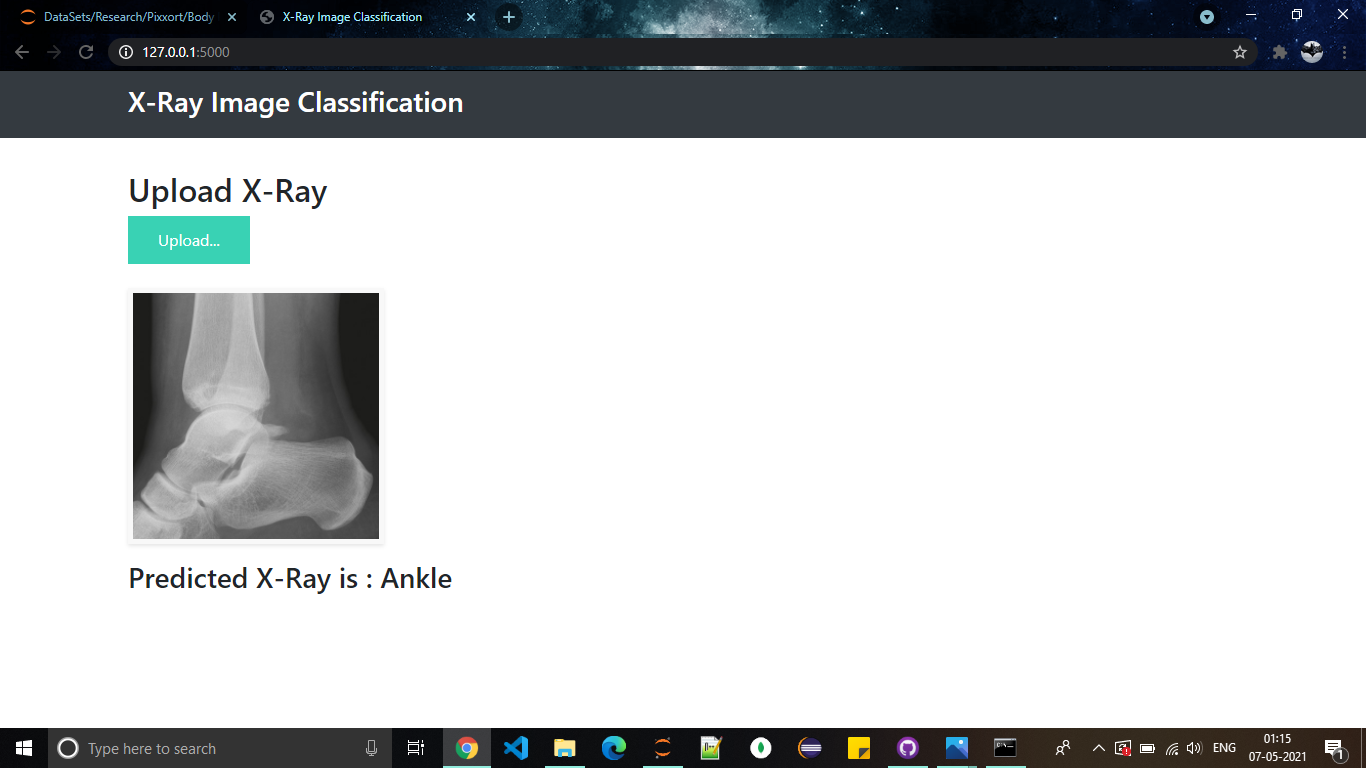 DataSets/Research/Pixxort/Body
X-Ray Image Classification
127.0.0.1:5000
X-Ray Image Classification
Upload X-Ray
Upload...
Predicted X-Ray is : Ankle
Type here to search
ENG
01:15
07-05-2021
1